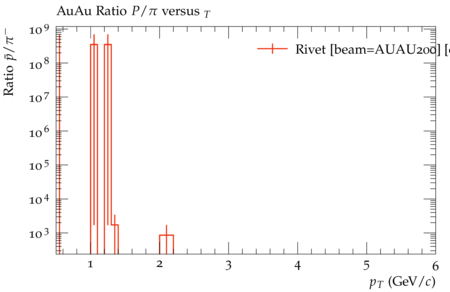 AuAu Ratio P/π versus T
Ratio p̄/π⁻
10⁹
10⁸
10⁷
10⁶
10⁵
10⁴
10³
Rivet [beam=AUAU200] [
1 2 3 4 5 6
p_T (GeV/c)